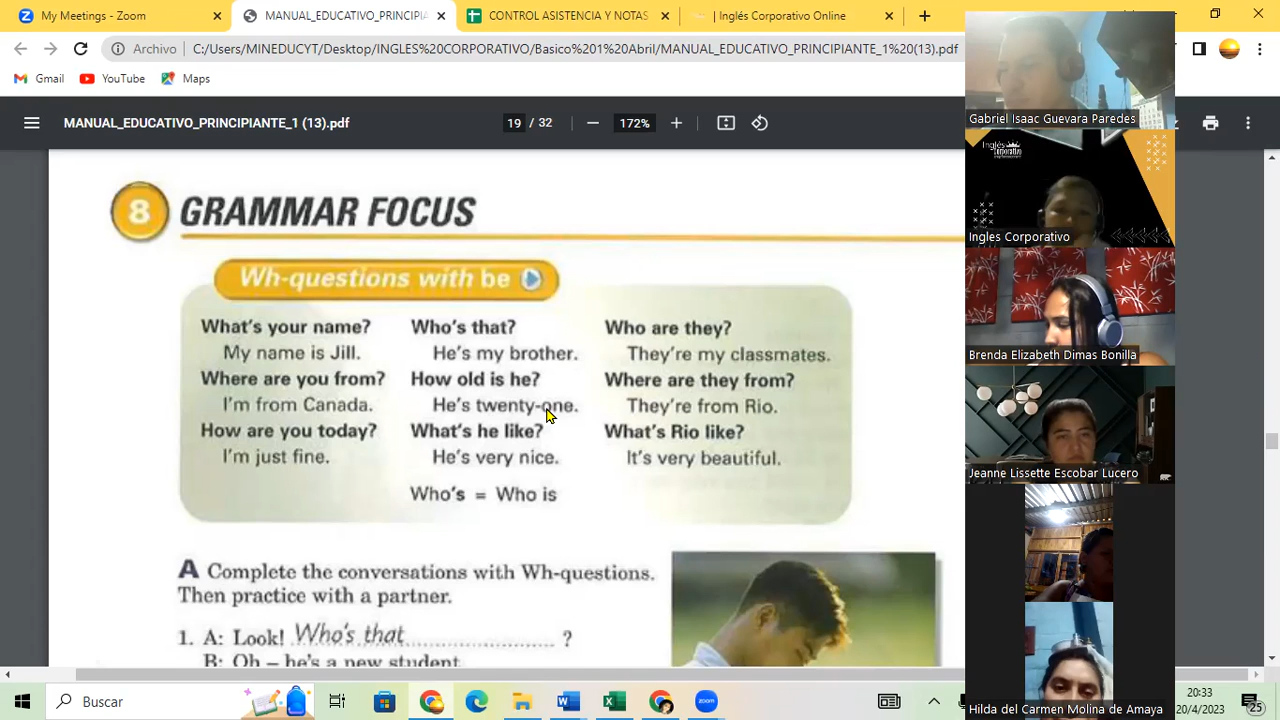 My Meetings - Zoom
MANUAL_EDUCATIVO_PRINCIPIA
CONTROL ASISTENCIA Y NOTAS
Inglés Corporativo Online
Archivo
C:/Users/MINEDUCYT/Desktop/INGLES%20CORPORATIVO/Basico%201%20Abril/MANUAL_EDUCATIVO_PRINCIPIANTE_1%20(13).pdf
Gmail
YouTube
Maps
MANUAL_EDUCATIVO_PRINCIPIANTE_1 (13).pdf
19 / 32
172%
8 GRAMMAR FOCUS
Wh-questions with be
What's your name?
My name is Jill.
Where are you from?
I'm from Canada.
How are you today?
I'm just fine.
Who's that?
He's my brother.
How old is he?
He's twenty-one.
What's he like?
He's very nice.
Who's = Who is
Who are they?
They're my classmates.
Where are they from?
They're from Rio.
What's Rio like?
It's very beautiful.
A Complete the conversations with Wh-questions.
Then practice with a partner.
1. A: Look! Who's that ?
B: Oh – he's a new student
Gabriel Isaac Guevara Paredes
Inglés
Corporativo
Ingles Corporativo
Brenda Elizabeth Dimas Bonilla
Jeanne Lissette Escobar Lucero
Hilda del Carmen Molina de Amaya
Buscar
20:33
20/4/2023
25